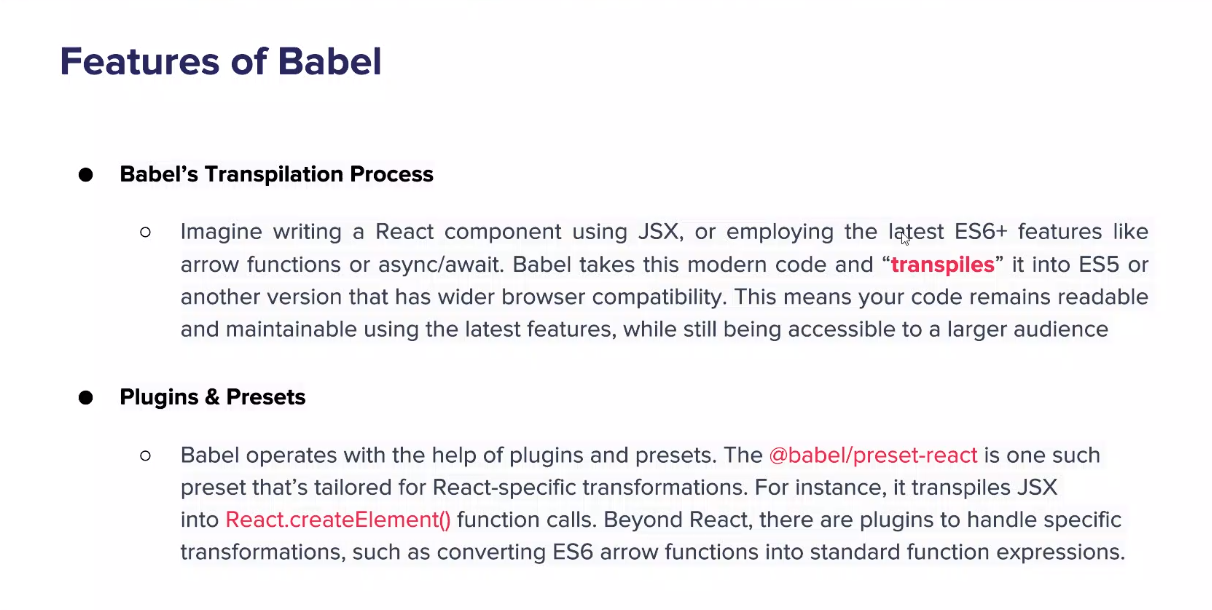 Features of Babel
● Babel’s Transpilation Process
○ Imagine writing a React component using JSX, or employing the latest ES6+ features like
arrow functions or async/await. Babel takes this modern code and “transpiles” it into ES5 or
another version that has wider browser compatibility. This means your code remains readable
and maintainable using the latest features, while still being accessible to a larger audience
● Plugins & Presets
○ Babel operates with the help of plugins and presets. The @babel/preset-react is one such
preset that’s tailored for React-specific transformations. For instance, it transpiles JSX
into React.createElement() function calls. Beyond React, there are plugins to handle specific
transformations, such as converting ES6 arrow functions into standard function expressions.